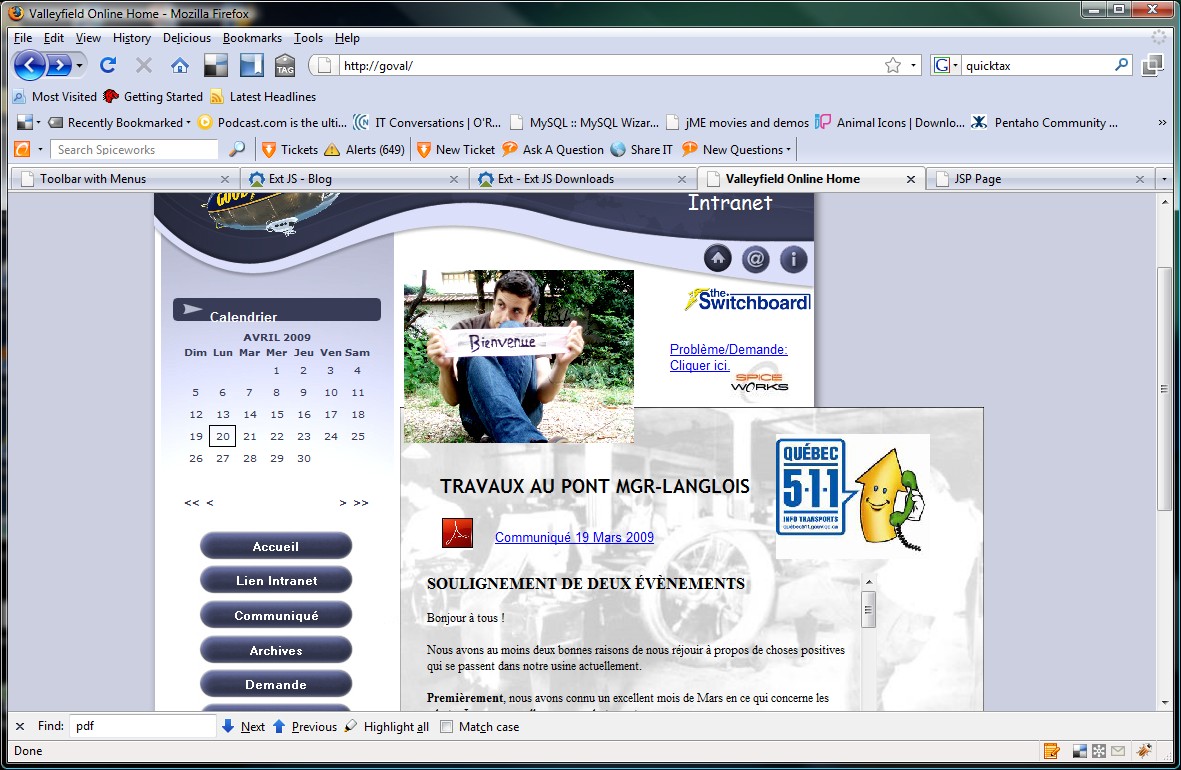 Valleyfield Online Home - Mozilla Firefox
File Edit View History Delicious Bookmarks Tools Help
TAG
http://goval/
G
quicktax
Most Visited Getting Started Latest Headlines
Recently Bookmarked Podcast.com is the ulti... IT Conversations | O'R... MySQL :: MySQL Wizar... jME movies and demos Animal Icons | Downlo... Pentaho Community ... »
Search Spiceworks Tickets Alerts (649) New Ticket Ask A Question Share IT New Questions
Toolbar with Menus Ext JS - Blog Ext - Ext JS Downloads Valleyfield Online Home JSP Page
GOOD
Intranet
@ i
the Switchboard
Bienvenue
Problème/Demande:
Cliquer ici.
SPICE
WORKS
Calendrier
AVRIL 2009
Dim Lun Mar Mer Jeu Ven Sam
1 2 3 4
5 6 7 8 9 10 11
12 13 14 15 16 17 18
19 20 21 22 23 24 25
26 27 28 29 30
<< < > >>
Accueil
Lien Intranet
Communiqué
Archives
Demande
TRAVAUX AU PONT MGR-LANGLOIS
QUÉBEC
5·1·1
INFO TRANSPORTS
quebec511.gouv.qc.ca
Communiqué 19 Mars 2009
SOULIGNEMENT DE DEUX ÉVÈNEMENTS
Bonjour à tous !
Nous avons au moins deux bonnes raisons de nous réjouir à propos de choses positives
qui se passent dans notre usine actuellement.
Premièrement, nous avons connu un excellent mois de Mars en ce qui concerne les
Find: pdf Next Previous Highlight all Match case
Done